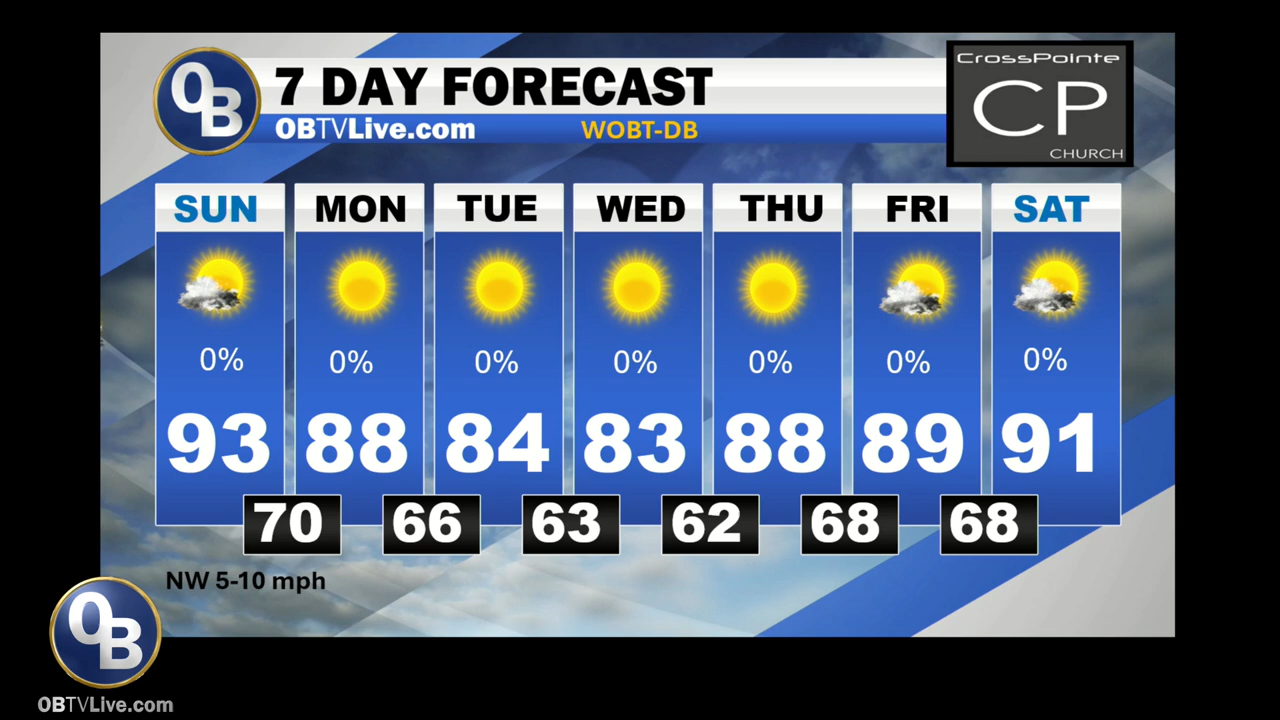 OB
7 DAY FORECAST
OBTVLive.com WOBT-DB
CrossPointe
CP
CHURCH
SUN MON TUE WED THU FRI SAT
0% 0% 0% 0% 0% 0% 0%
93 88 84 83 88 89 91
70 66 63 62 68 68
NW 5-10 mph
OB
OBTVLive.com